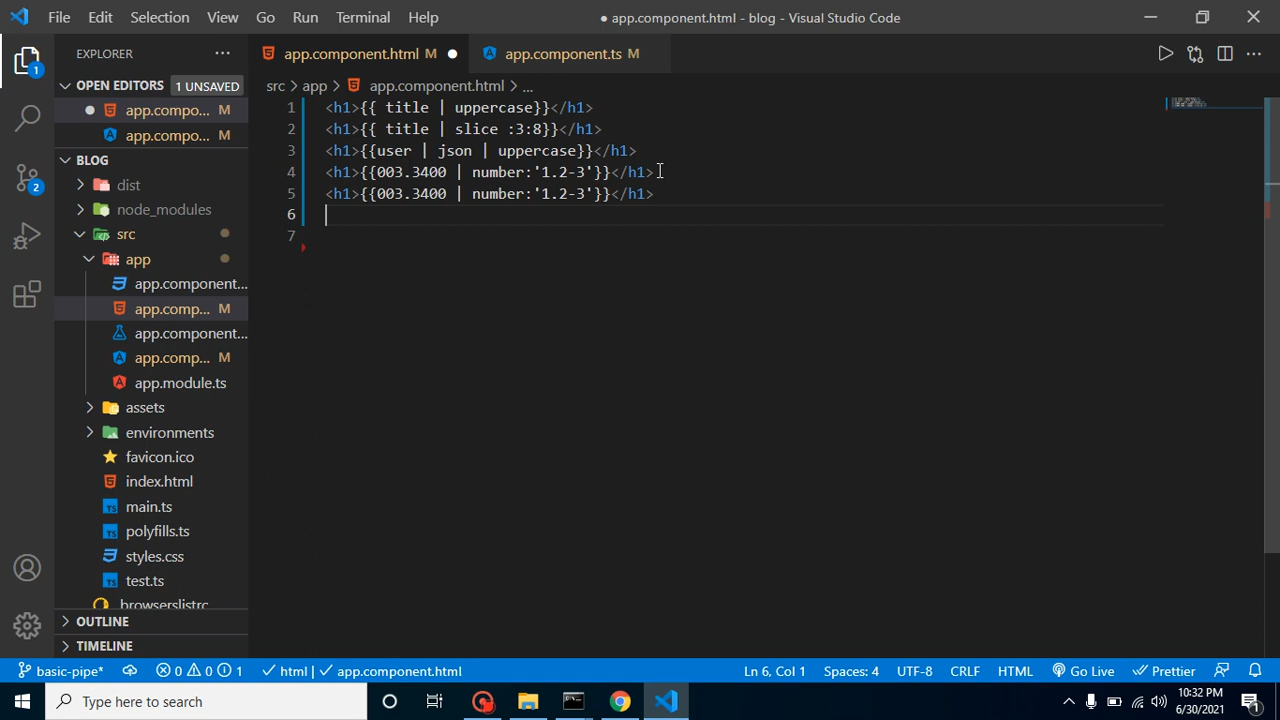 File Edit Selection View Go Run Terminal Help
● app.component.html - blog - Visual Studio Code
EXPLORER
app.component.html M
app.component.ts M
OPEN EDITORS 1 UNSAVED
src > app > app.component.html > ...
app.compo... M
app.compo... M
BLOG
dist
node_modules
src
app
app.component...
app.comp... M
app.component...
app.comp... M
app.module.ts
assets
environments
favicon.ico
index.html
main.ts
polyfills.ts
styles.css
test.ts
.browserslistrc
OUTLINE
TIMELINE
1 <h1>{{ title | uppercase}}</h1>
2 <h1>{{ title | slice :3:8}}</h1>
3 <h1>{{user | json | uppercase}}</h1>
4 <h1>{{003.3400 | number:'1.2-3'}}</h1>
5 <h1>{{003.3400 | number:'1.2-3'}}</h1>
6
7
1
2
basic-pipe* 0 0 1 html | app.component.html
Ln 6, Col 1 Spaces: 4 UTF-8 CRLF HTML Go Live Prettier
Type here to search
10:32 PM
6/30/2021
1